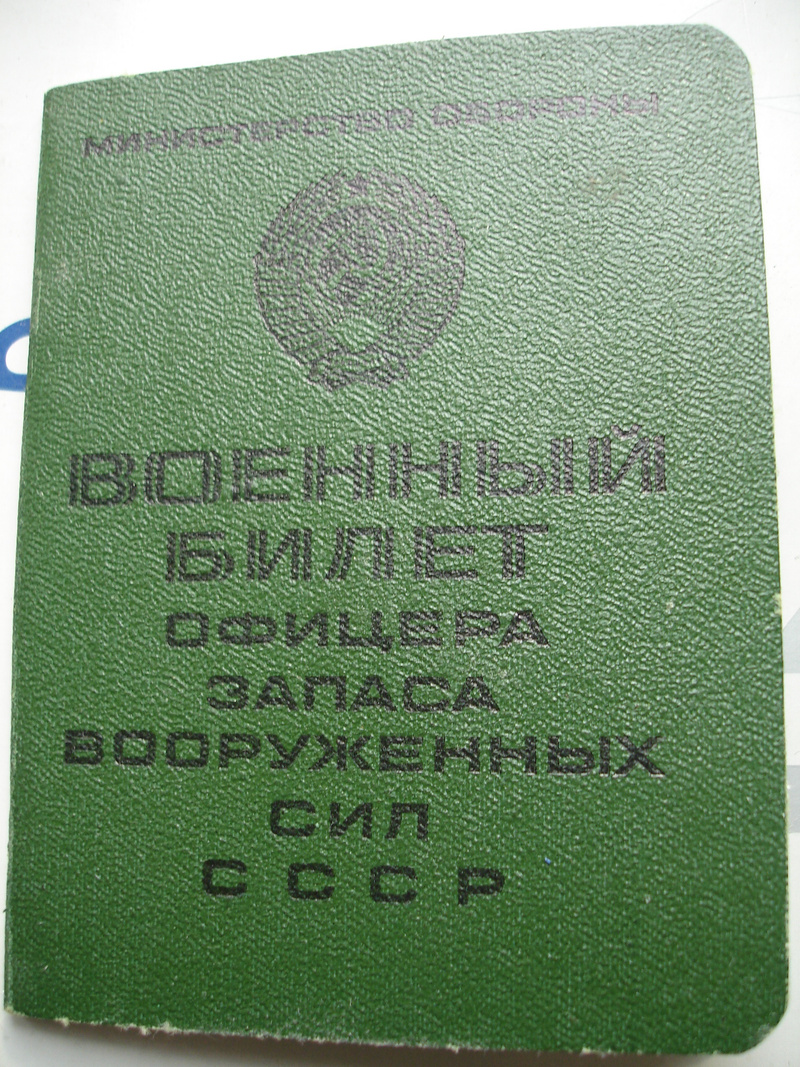 МИНИСТЕРСТВО ОБОРОНЫ
ВОЕННЫЙ
БИЛЕТ
ОФИЦЕРА
ЗАПАСА
ВООРУЖЕННЫХ
СИЛ
СССР